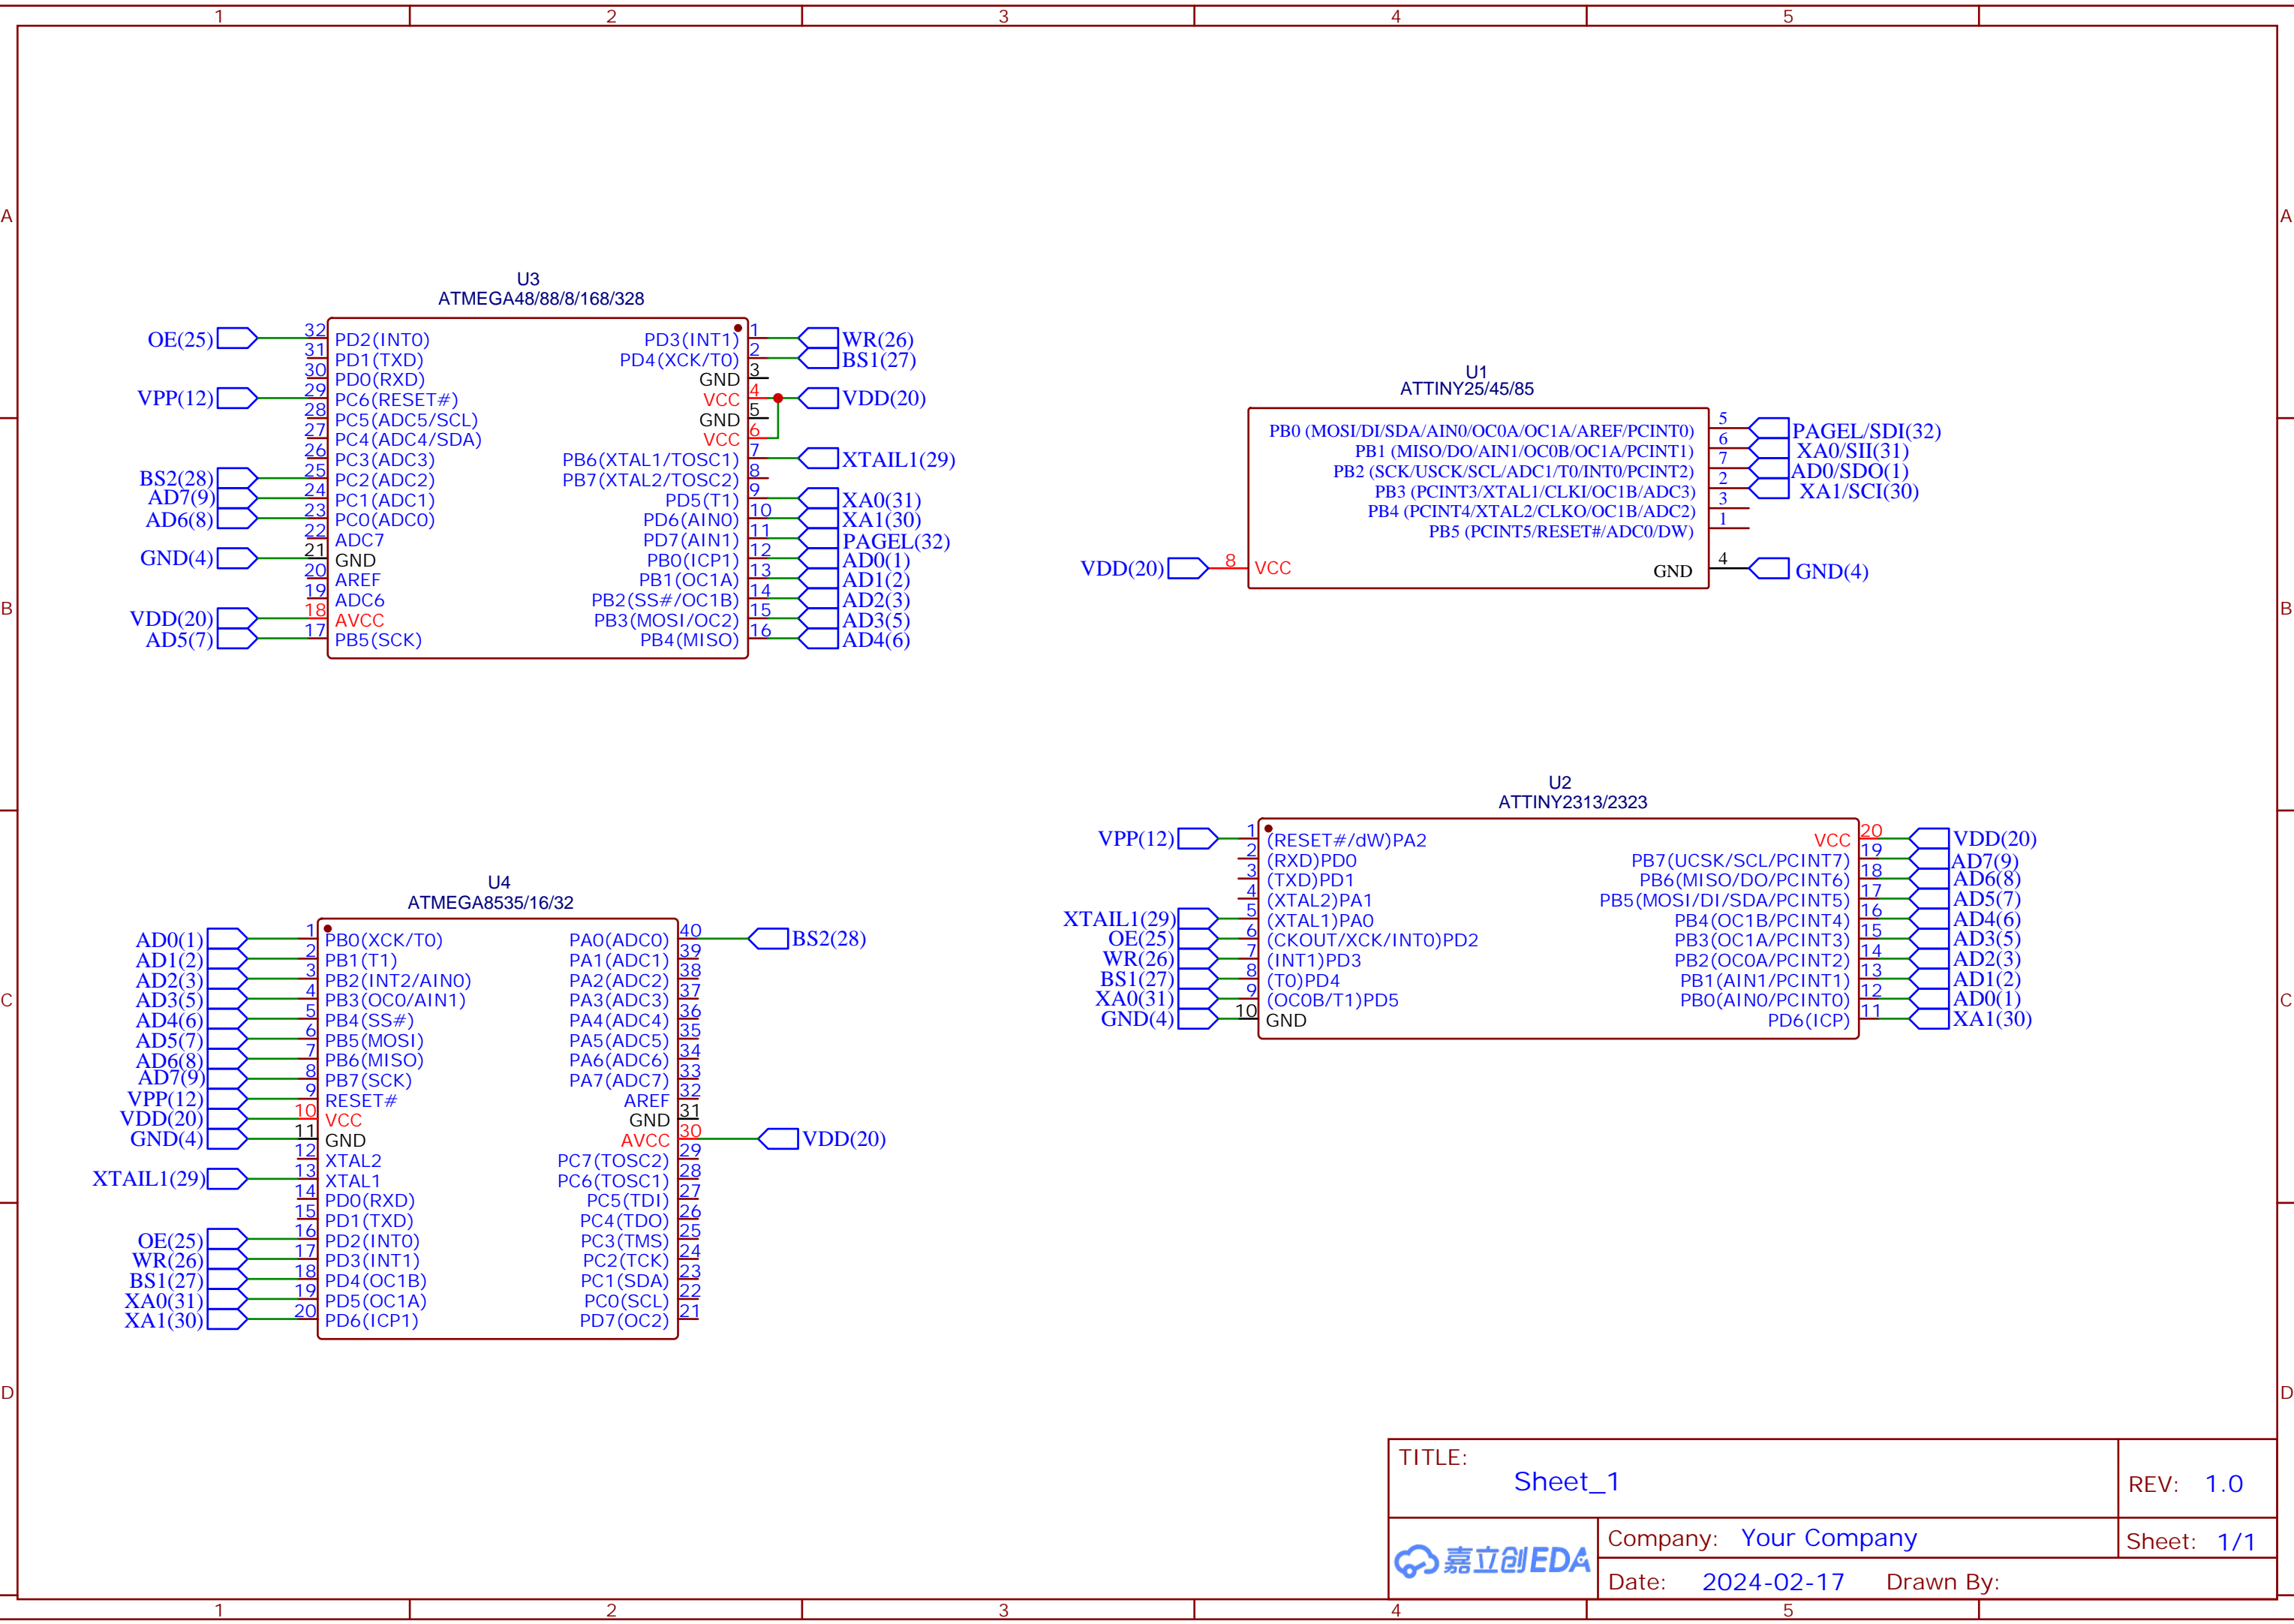 1 2 3 4 5
A A
B B
C C
D D
U3
ATMEGA48/88/8/168/328
OE(25) 32 PD2(INT0) PD3(INT1) 1 WR(26)
31 PD1(TXD) PD4(XCK/T0) 2 BS1(27)
30 PD0(RXD) GND 3
VPP(12) 29 PC6(RESET#) VCC 4 VDD(20)
28 PC5(ADC5/SCL) GND 5
27 PC4(ADC4/SDA) VCC 6
26 PC3(ADC3) PB6(XTAL1/TOSC1) 7 XTAIL1(29)
BS2(28) 25 PC2(ADC2) PB7(XTAL2/TOSC2) 8
AD7(9) 24 PC1(ADC1) PD5(T1) 9 XA0(31)
AD6(8) 23 PC0(ADC0) PD6(AIN0) 10 XA1(30)
22 ADC7 PD7(AIN1) 11 PAGEL(32)
GND(4) 21 GND PB0(ICP1) 12 AD0(1)
20 AREF PB1(OC1A) 13 AD1(2)
19 ADC6 PB2(SS#/OC1B) 14 AD2(3)
VDD(20) 18 AVCC PB3(MOSI/OC2) 15 AD3(5)
AD5(7) 17 PB5(SCK) PB4(MISO) 16 AD4(6)
U1
ATTINY25/45/85
PB0 (MOSI/DI/SDA/AIN0/OC0A/OC1A/AREF/PCINT0) 5 PAGEL/SDI(32)
PB1 (MISO/DO/AIN1/OC0B/OC1A/PCINT1) 6 XA0/SII(31)
PB2 (SCK/USCK/SCL/ADC1/T0/INT0/PCINT2) 7 AD0/SDO(1)
PB3 (PCINT3/XTAL1/CLKI/OC1B/ADC3) 2 XA1/SCI(30)
PB4 (PCINT4/XTAL2/CLKO/OC1B/ADC2) 3
PB5 (PCINT5/RESET#/ADC0/DW) 1
VDD(20) 8 VCC GND 4 GND(4)
U2
ATTINY2313/2323
VPP(12) 1 (RESET#/dW)PA2 VCC 20 VDD(20)
2 (RXD)PD0 PB7(UCSK/SCL/PCINT7) 19 AD7(9)
3 (TXD)PD1 PB6(MISO/DO/PCINT6) 18 AD6(8)
4 (XTAL2)PA1 PB5(MOSI/DI/SDA/PCINT5) 17 AD5(7)
XTAIL1(29) 5 (XTAL1)PA0 PB4(OC1B/PCINT4) 16 AD4(6)
OE(25) 6 (CKOUT/XCK/INT0)PD2 PB3(OC1A/PCINT3) 15 AD3(5)
WR(26) 7 (INT1)PD3 PB2(OC0A/PCINT2) 14 AD2(3)
BS1(27) 8 (T0)PD4 PB1(AIN1/PCINT1) 13 AD1(2)
XA0(31) 9 (OC0B/T1)PD5 PB0(AIN0/PCINT0) 12 AD0(1)
GND(4) 10 GND PD6(ICP) 11 XA1(30)
U4
ATMEGA8535/16/32
AD0(1) 1 PB0(XCK/T0) PA0(ADC0) 40 BS2(28)
AD1(2) 2 PB1(T1) PA1(ADC1) 39
AD2(3) 3 PB2(INT2/AIN0) PA2(ADC2) 38
AD3(5) 4 PB3(OC0/AIN1) PA3(ADC3) 37
AD4(6) 5 PB4(SS#) PA4(ADC4) 36
AD5(7) 6 PB5(MOSI) PA5(ADC5) 35
AD6(8) 7 PB6(MISO) PA6(ADC6) 34
AD7(9) 8 PB7(SCK) PA7(ADC7) 33
VPP(12) 9 RESET# AREF 32
VDD(20) 10 VCC GND 31
GND(4) 11 GND AVCC 30 VDD(20)
12 XTAL2 PC7(TOSC2) 29
XTAIL1(29) 13 XTAL1 PC6(TOSC1) 28
14 PD0(RXD) PC5(TDI) 27
15 PD1(TXD) PC4(TDO) 26
OE(25) 16 PD2(INT0) PC3(TMS) 25
WR(26) 17 PD3(INT1) PC2(TCK) 24
BS1(27) 18 PD4(OC1B) PC1(SDA) 23
XA0(31) 19 PD5(OC1A) PC0(SCL) 22
XA1(30) 20 PD6(ICP1) PD7(OC2) 21
TITLE:
Sheet_1
REV: 1.0
嘉立创EDA
Company: Your Company
Sheet: 1/1
Date: 2024-02-17 Drawn By:
1 2 3 4 5